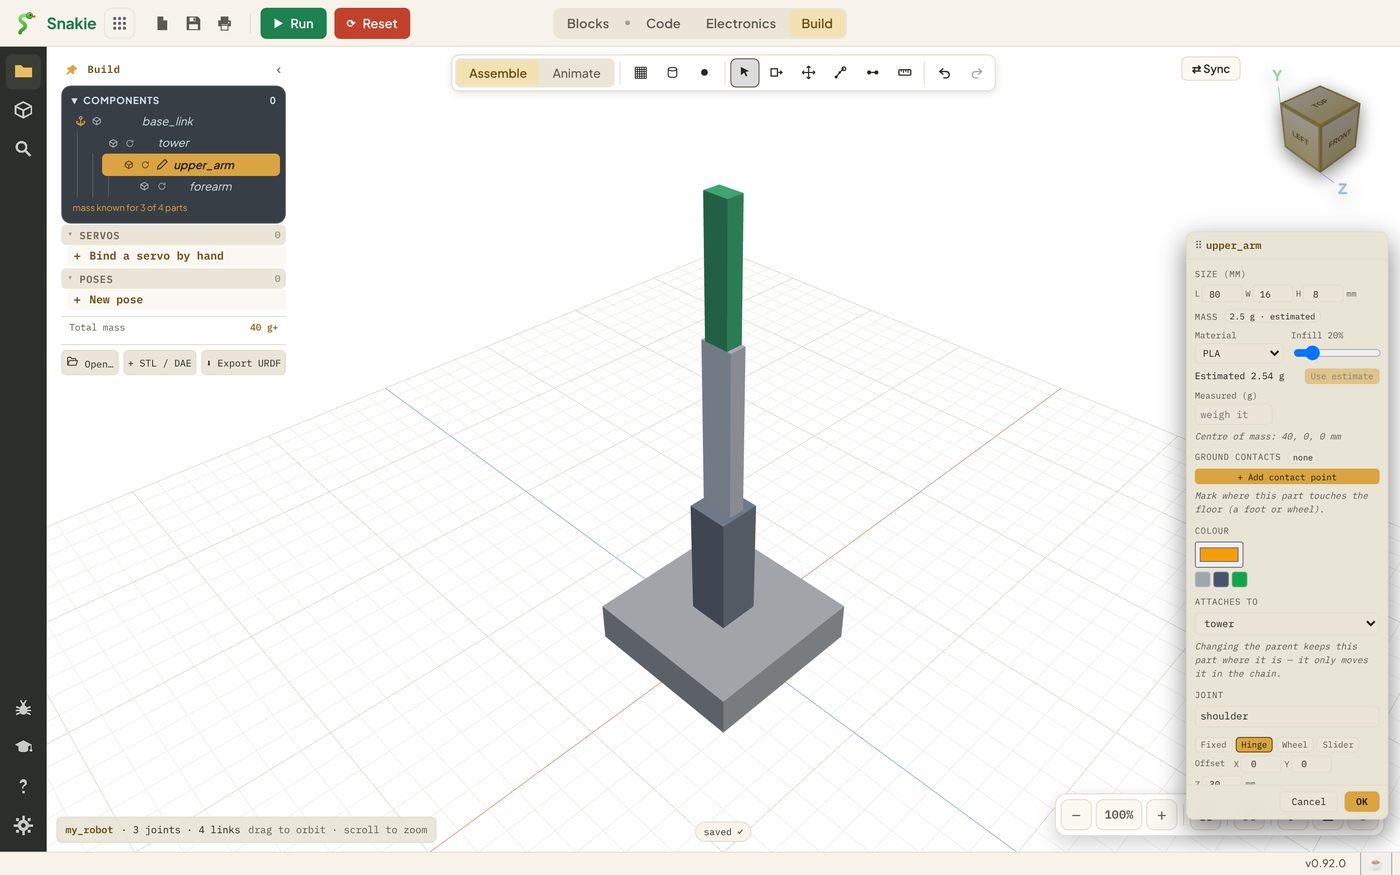 Snakie
Run
Reset
Blocks
Code
Electronics
Build
Build
COMPONENTS 0
base_link
tower
upper_arm
forearm
mass known for 3 of 4 parts
SERVOS 0
+ Bind a servo by hand
POSES 0
+ New pose
Total mass 40 g+
Open…
+ STL / DAE
Export URDF
Assemble
Animate
Sync
Y
TOP
LEFT
FRONT
Z
upper_arm
SIZE (MM)
L 80 W 16 H 8 mm
MASS 2.5 g · estimated
Material Infill 20%
PLA
Estimated 2.54 g Use estimate
Measured (g)
weigh it
Centre of mass: 40, 0, 0 mm
GROUND CONTACTS none
+ Add contact point
Mark where this part touches the
floor (a foot or wheel).
COLOUR
ATTACHES TO
tower
Changing the parent keeps this
part where it is — it only moves
it in the chain.
JOINT
shoulder
Fixed Hinge Wheel Slider
Offset X 0 Y 0
Cancel OK
− 100% +
my_robot · 3 joints · 4 links drag to orbit · scroll to zoom
saved ✓
v0.92.0